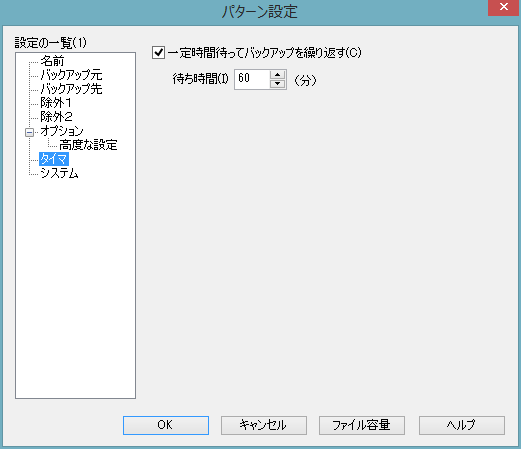 パターン設定
設定の一覧(1)
名前
バックアップ元
バックアップ先
除外1
除外2
オプション
高度な設定
タイマ
システム
一定時間待ってバックアップを繰り返す(C)
待ち時間(I) 60 (分)
OK キャンセル ファイル容量 ヘルプ